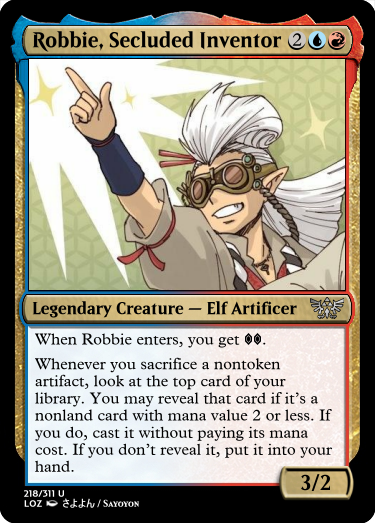 Robbie, Secluded Inventor 2
Legendary Creature — Elf Artificer
When Robbie enters, you get
Whenever you sacrifice a nontoken
artifact, look at the top card of your
library. You may reveal that card if it's a
nonland card with mana value 2 or less. If
you do, cast it without paying its mana
cost. If you don't reveal it, put it into your
hand.
3/2
218/311 U
LOZ さよよん / Sayoyon